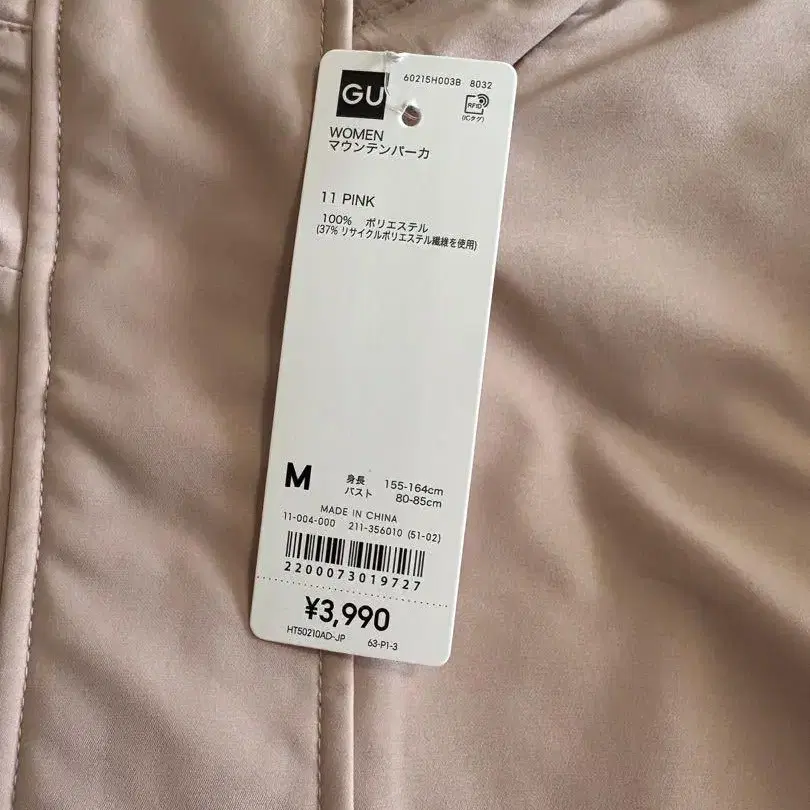 60215H003B 8032
GU
RFID
(ICタグ)
WOMEN
マウンテンパーカ
11 PINK
100% ポリエステル
(37% リサイクルポリエステル繊維を使用)
M 身長 155-164cm
バスト 80-85cm
MADE IN CHINA
11-004-000 211-356010 (51-02)
2200073019727
¥3,990
HT50210AD-JP 63-P1-3